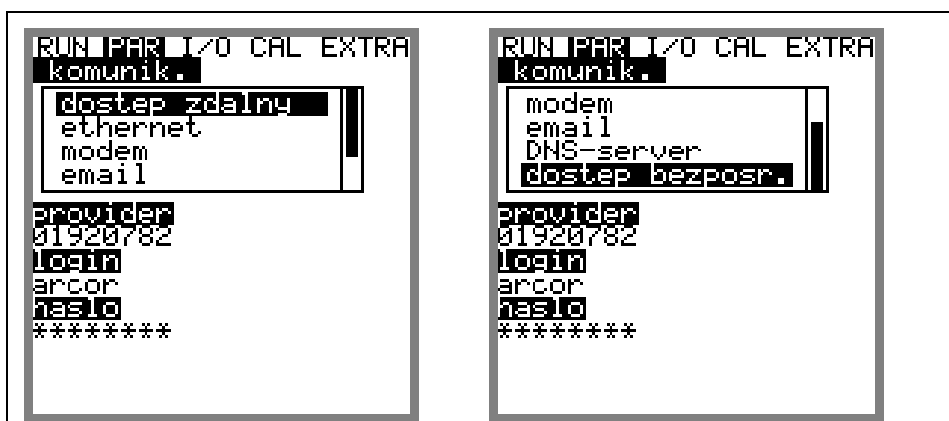 RUN PAR I/O CAL EXTRA
komunik.
dostep zdalny
ethernet
modem
email
provider
01920782
login
arcor
haslo
********
RUN PAR I/O CAL EXTRA
komunik.
modem
email
DNS-server
dostep bezposr.
provider
01920782
login
arcor
haslo
********